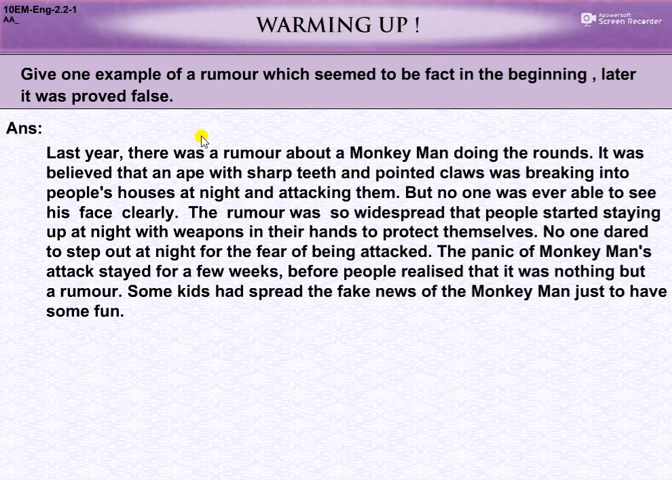 10EM-Eng-2.2-1
AA_
WARMING UP !
Apowersoft
Screen Recorder
Give one example of a rumour which seemed to be fact in the beginning , later
it was proved false.
Ans:
Last year, there was a rumour about a Monkey Man doing the rounds. It was
believed that an ape with sharp teeth and pointed claws was breaking into
people's houses at night and attacking them. But no one was ever able to see
his face clearly. The rumour was so widespread that people started staying
up at night with weapons in their hands to protect themselves. No one dared
to step out at night for the fear of being attacked. The panic of Monkey Man's
attack stayed for a few weeks, before people realised that it was nothing but
a rumour. Some kids had spread the fake news of the Monkey Man just to have
some fun.